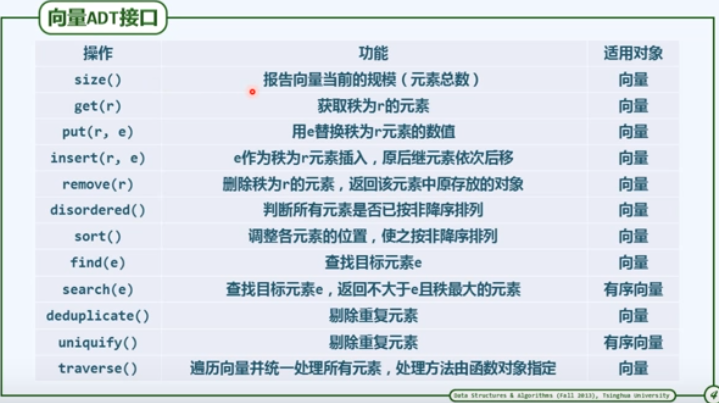 向量ADT接口
操作 功能 适用对象
size() 报告向量当前的规模（元素总数） 向量
get(r) 获取秩为r的元素 向量
put(r, e) 用e替换秩为r元素的数值 向量
insert(r, e) e作为秩为r元素插入，原后继元素依次后移 向量
remove(r) 删除秩为r的元素，返回该元素中原存放的对象 向量
disordered() 判断所有元素是否已按非降序排列 向量
sort() 调整各元素的位置，使之按非降序排列 向量
find(e) 查找目标元素e 向量
search(e) 查找目标元素e，返回不大于e且秩最大的元素 有序向量
deduplicate() 剔除重复元素 向量
uniquify() 剔除重复元素 有序向量
traverse() 遍历向量并统一处理所有元素，处理方法由函数对象指定 向量
Data Structures & Algorithms (Fall 2013), Tsinghua University